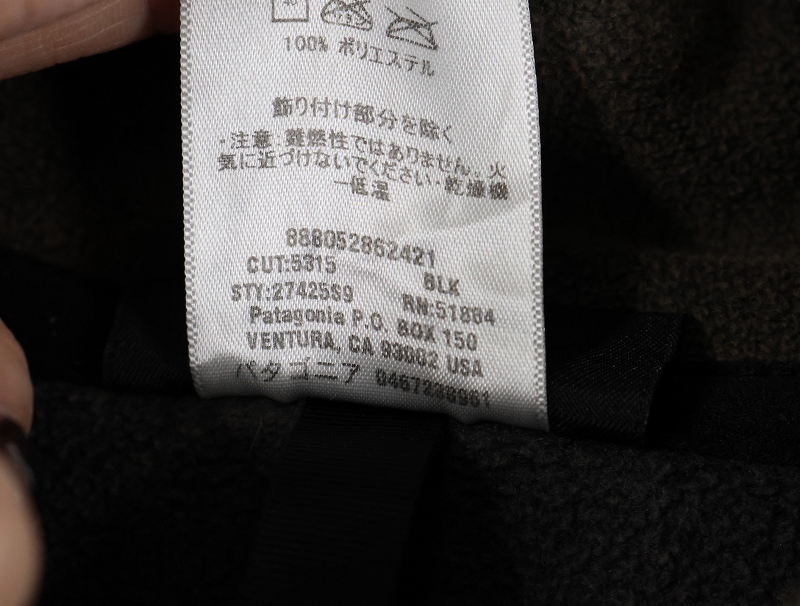 100% ポリエステル
飾り付け部分を除く
・注意：難燃性ではありません。火
気に近づけないでください・乾燥機
ー低温
888052862421
CUT:5315 BLK
STY:27425S9 RN:51884
Patagonia P.O. BOX 150
VENTURA, CA 93002 USA
パタゴニア